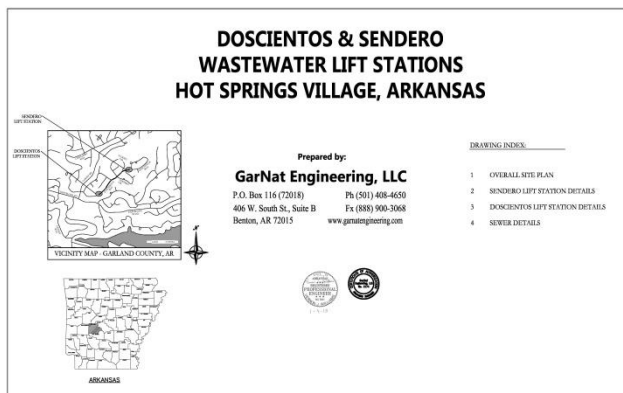 DOSCIENTOS & SENDERO
WASTEWATER LIFT STATIONS
HOT SPRINGS VILLAGE, ARKANSAS
SENDERO
LIFT STATION
DOSCIENTOS
LIFT STATION
VICINITY MAP - GARLAND COUNTY, AR
ARKANSAS
Prepared by:
GarNat Engineering, LLC
P.O. Box 116 (72018) Ph (501) 408-4650
406 W. South St., Suite B Fx (888) 900-3068
Benton, AR 72015 www.garnatengineering.com
PROFESSIONAL
ENGINEER
DRAWING INDEX:
1 OVERALL SITE PLAN
2 SENDERO LIFT STATION DETAILS
3 DOSCIENTOS LIFT STATION DETAILS
4 SEWER DETAILS